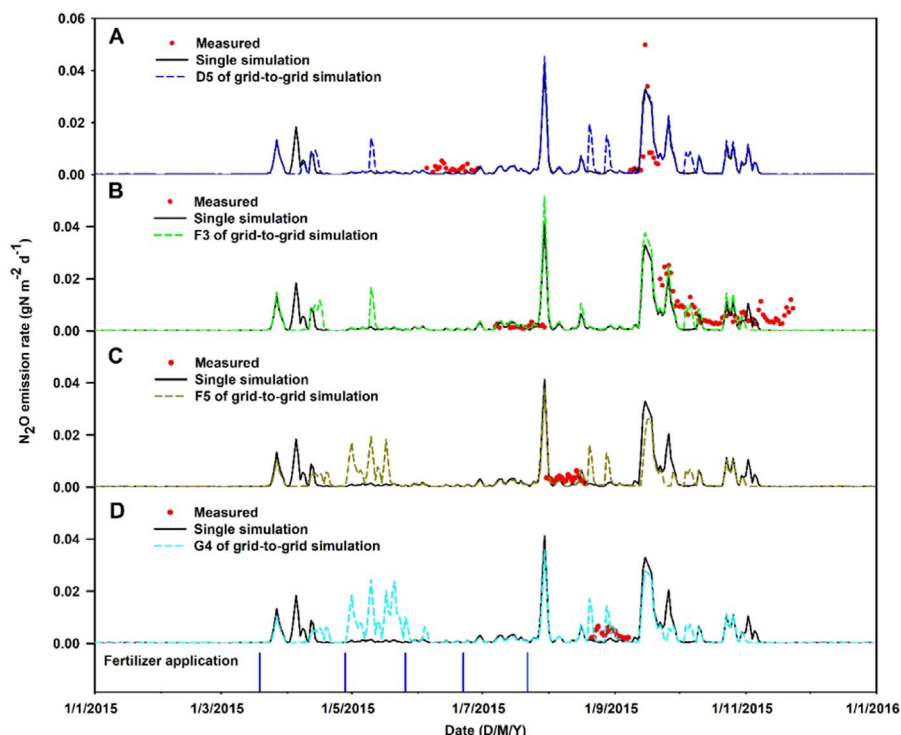 0.06
A
Measured
Single simulation
D5 of grid-to-grid simulation
0.04
0.02
0.00
B
Measured
Single simulation
F3 of grid-to-grid simulation
0.04
0.02
0.00
C
Measured
Single simulation
F5 of grid-to-grid simulation
0.04
0.02
0.00
D
Measured
Single simulation
G4 of grid-to-grid simulation
0.04
0.02
0.00
N₂O emission rate (gN m⁻² d⁻¹)
Fertilizer application
1/1/2015 1/3/2015 1/5/2015 1/7/2015 1/9/2015 1/11/2015 1/1/2016
Date (D/M/Y)